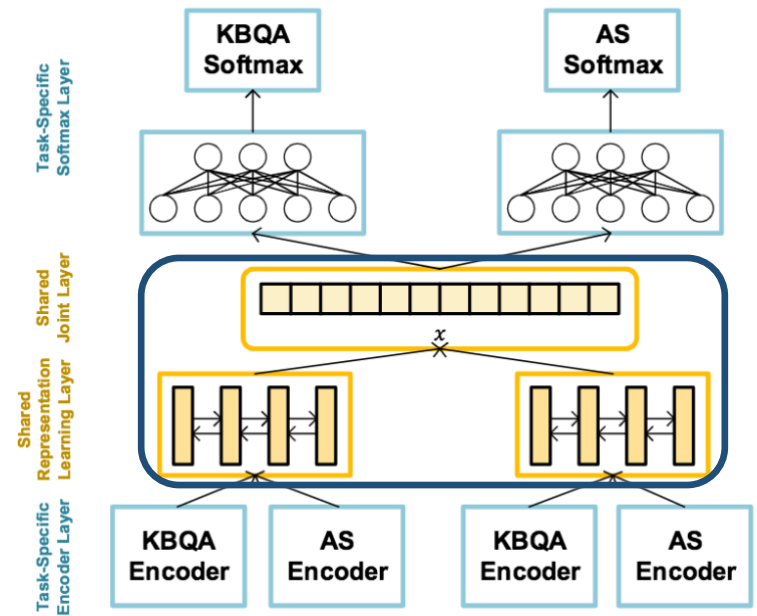 KBQA
Softmax
AS
Softmax
Task-Specific
Softmax Layer
Shared
Joint Layer
x
Shared
Representation
Learning Layer
Task-Specific
Encoder Layer
KBQA
Encoder
AS
Encoder
KBQA
Encoder
AS
Encoder